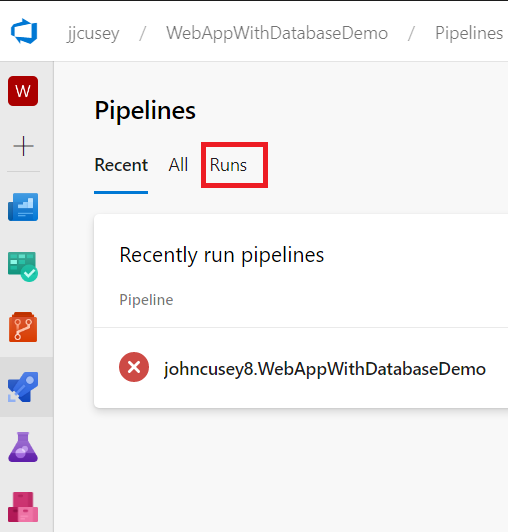 jjcusey / WebAppWithDatabaseDemo / Pipelines
W
Pipelines
Recent All Runs
Recently run pipelines
Pipeline
johncusey8.WebAppWithDatabaseDemo